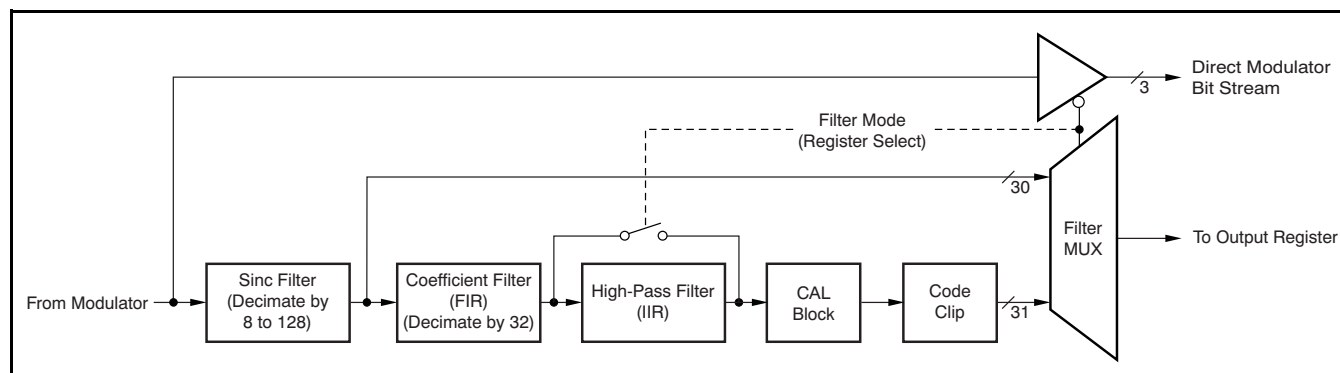 Direct Modulator
Bit Stream
3
Filter Mode
(Register Select)
30
Filter
MUX
To Output Register
From Modulator
Sinc Filter
(Decimate by
8 to 128)
Coefficient Filter
(FIR)
(Decimate by 32)
High-Pass Filter
(IIR)
CAL
Block
Code
Clip
31